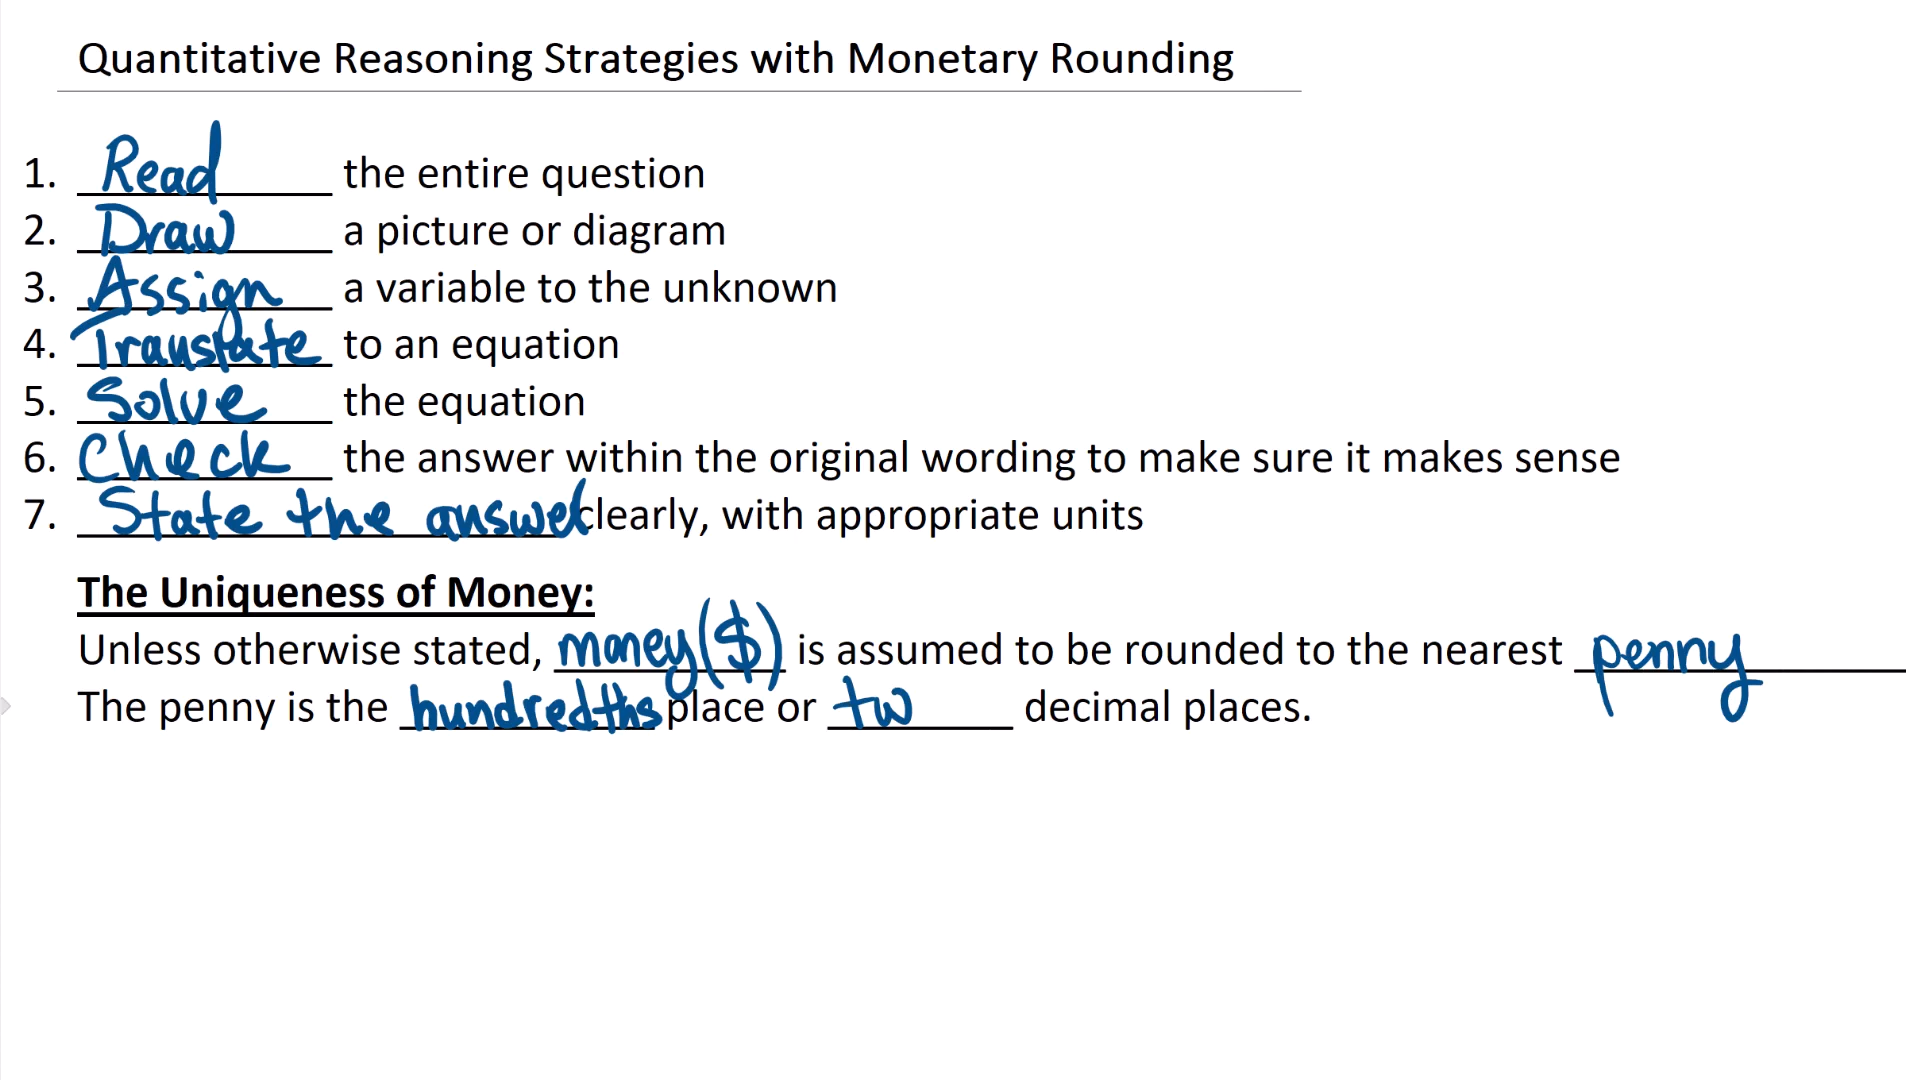 Quantitative Reasoning Strategies with Monetary Rounding
1. Read the entire question
2. Draw a picture or diagram
3. Assign a variable to the unknown
4. Translate to an equation
5. Solve the equation
6. Check the answer within the original wording to make sure it makes sense
7. State the answer clearly, with appropriate units
The Uniqueness of Money:
Unless otherwise stated, money ($) is assumed to be rounded to the nearest penny
The penny is the hundredths place or tw decimal places.